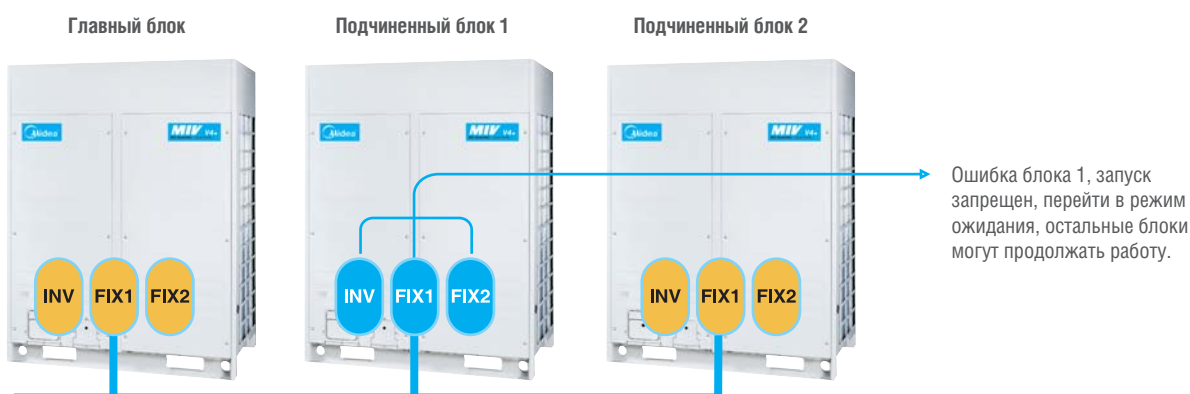 Главный блок
Подчиненный блок 1
Подчиненный блок 2
Midea
MIV V4+
Midea
MIV V4+
Midea
MIV V4+
Ошибка блока 1, запуск
запрещен, перейти в режим
ожидания, остальные блоки
могут продолжать работу.
INV FIX1 FIX2
INV FIX1 FIX2
INV FIX1 FIX2